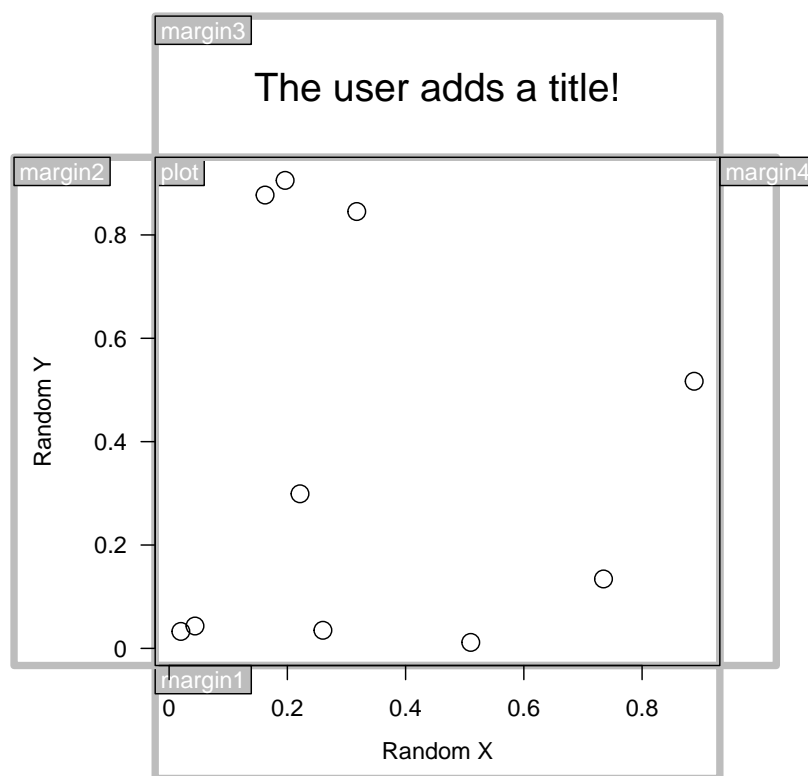 margin3
The user adds a title!
margin2
plot
margin4
0.8
0.6
0.4
0.2
0
Random Y
margin1
0 0.2 0.4 0.6 0.8
Random X